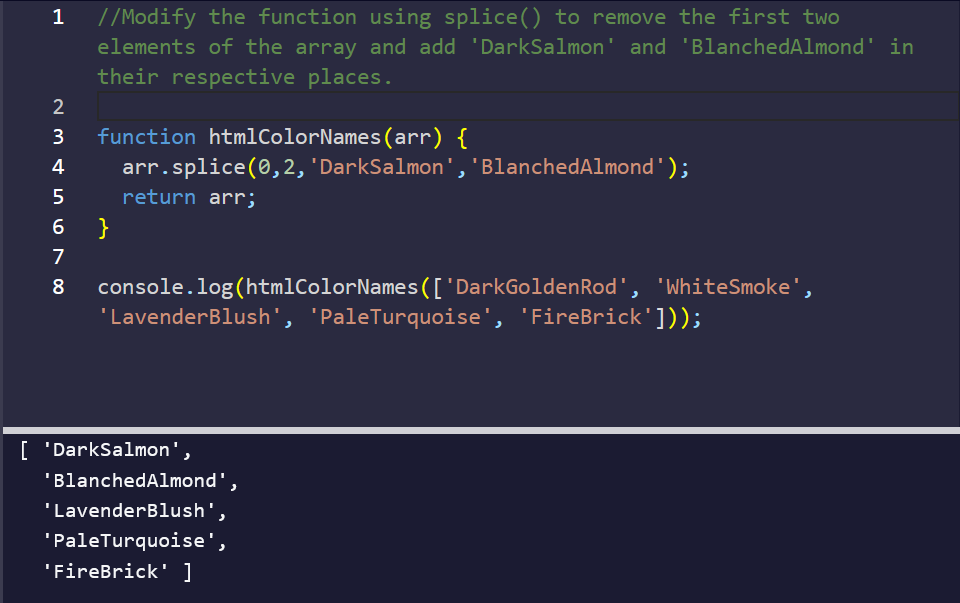 1 //Modify the function using splice() to remove the first two
elements of the array and add 'DarkSalmon' and 'BlanchedAlmond' in
their respective places.
2
3 function htmlColorNames(arr) {
4   arr.splice(0,2,'DarkSalmon','BlanchedAlmond');
5   return arr;
6 }
7
8 console.log(htmlColorNames(['DarkGoldenRod', 'WhiteSmoke',
'LavenderBlush', 'PaleTurquoise', 'FireBrick']));
[ 'DarkSalmon',
  'BlanchedAlmond',
  'LavenderBlush',
  'PaleTurquoise',
  'FireBrick' ]